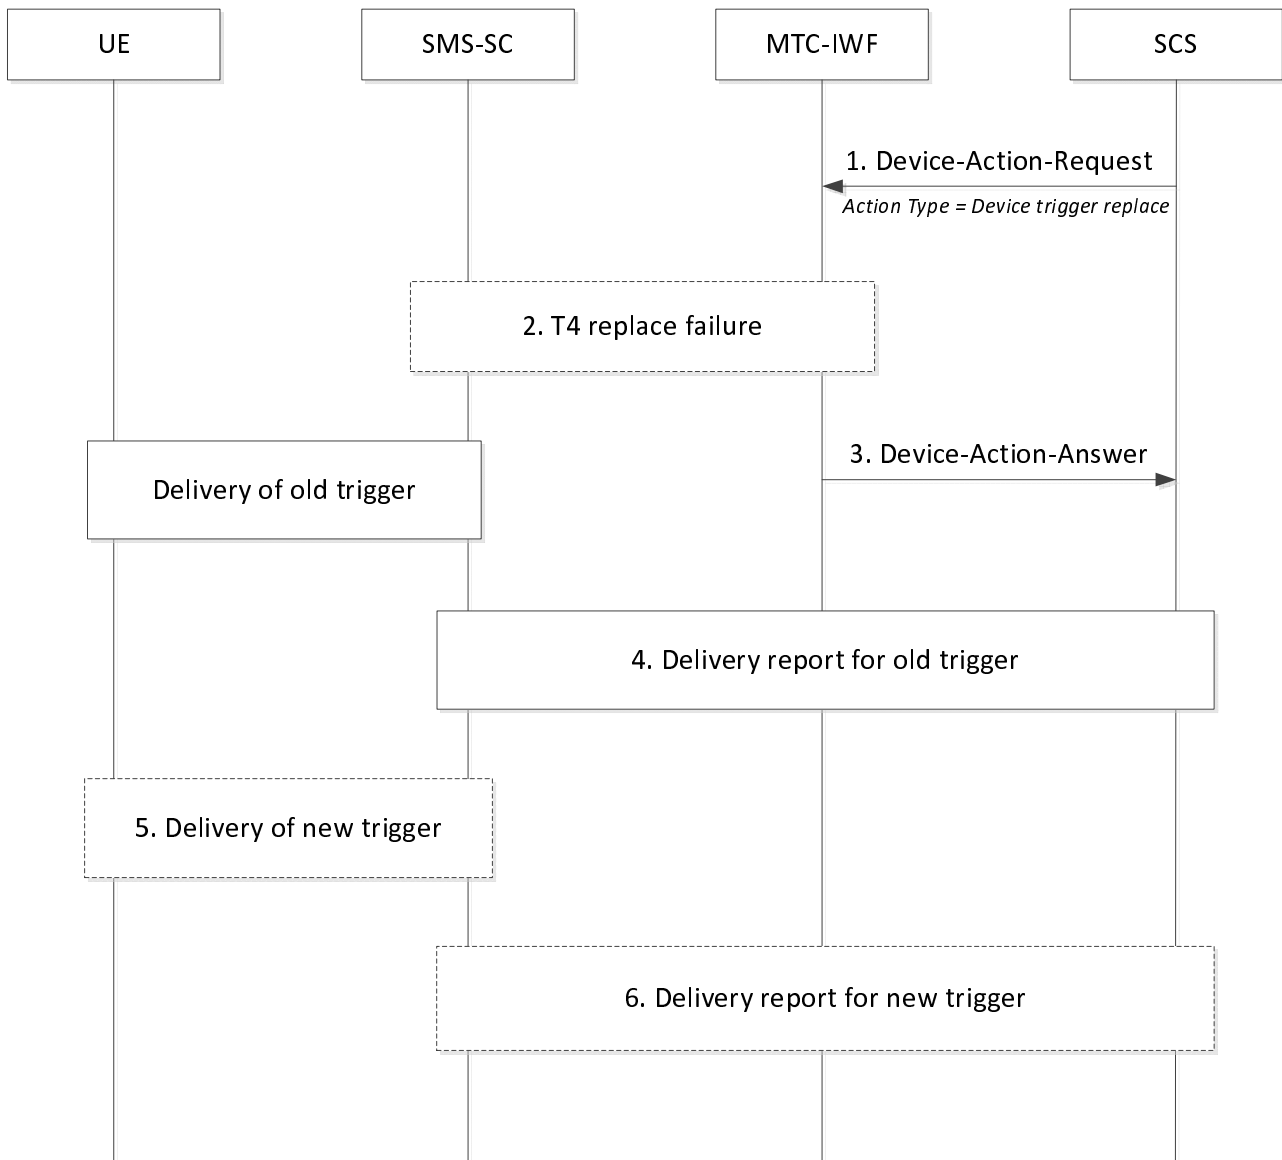 UE
SMS-SC
MTC-IWF
SCS
1. Device-Action-Request
Action Type = Device trigger replace
2. T4 replace failure
3. Device-Action-Answer
Delivery of old trigger
4. Delivery report for old trigger
5. Delivery of new trigger
6. Delivery report for new trigger